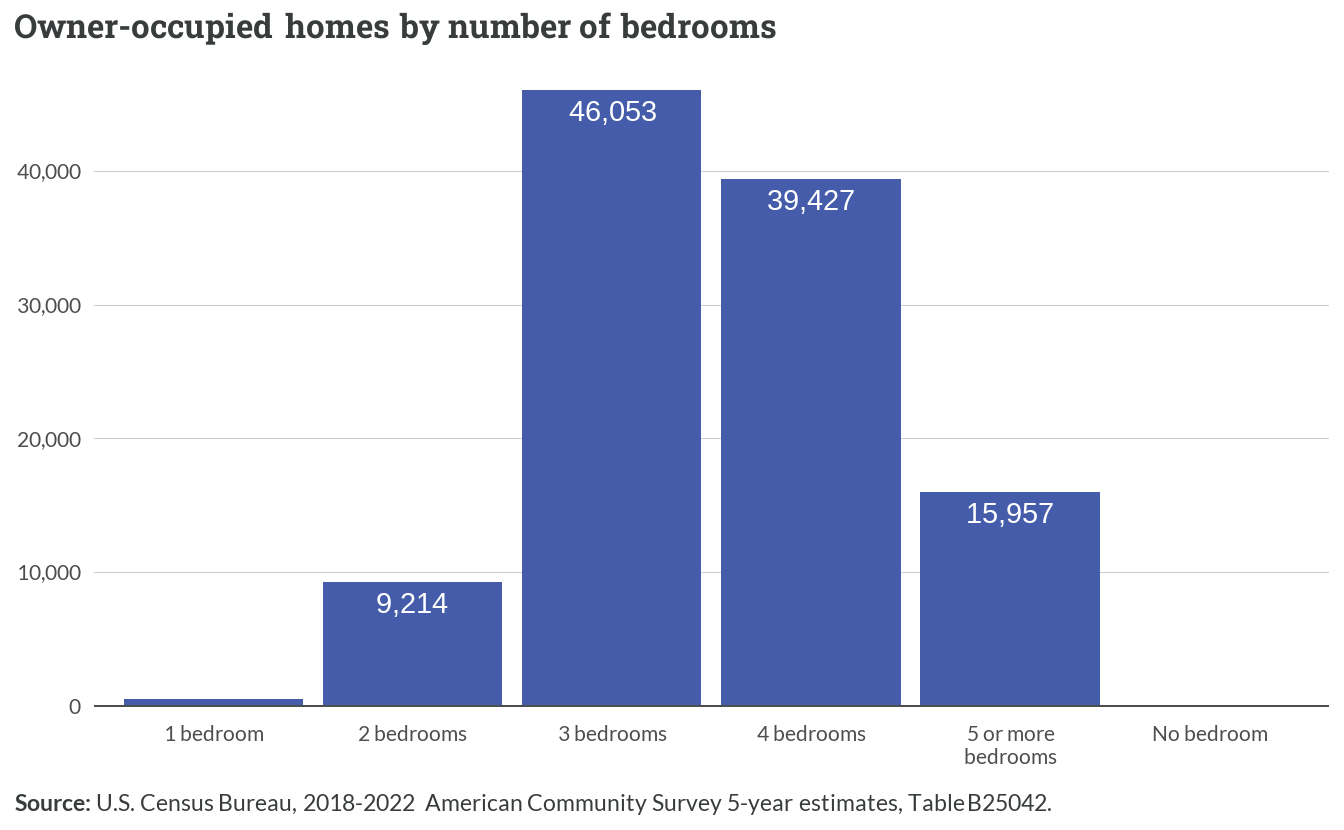 Owner-occupied homes by number of bedrooms
46,053
40,000
39,427
30,000
20,000
15,957
10,000
9,214
0
1 bedroom
2 bedrooms
3 bedrooms
4 bedrooms
5 or more
bedrooms
No bedroom
Source: U.S. Census Bureau, 2018-2022 American Community Survey 5-year estimates, Table B25042.